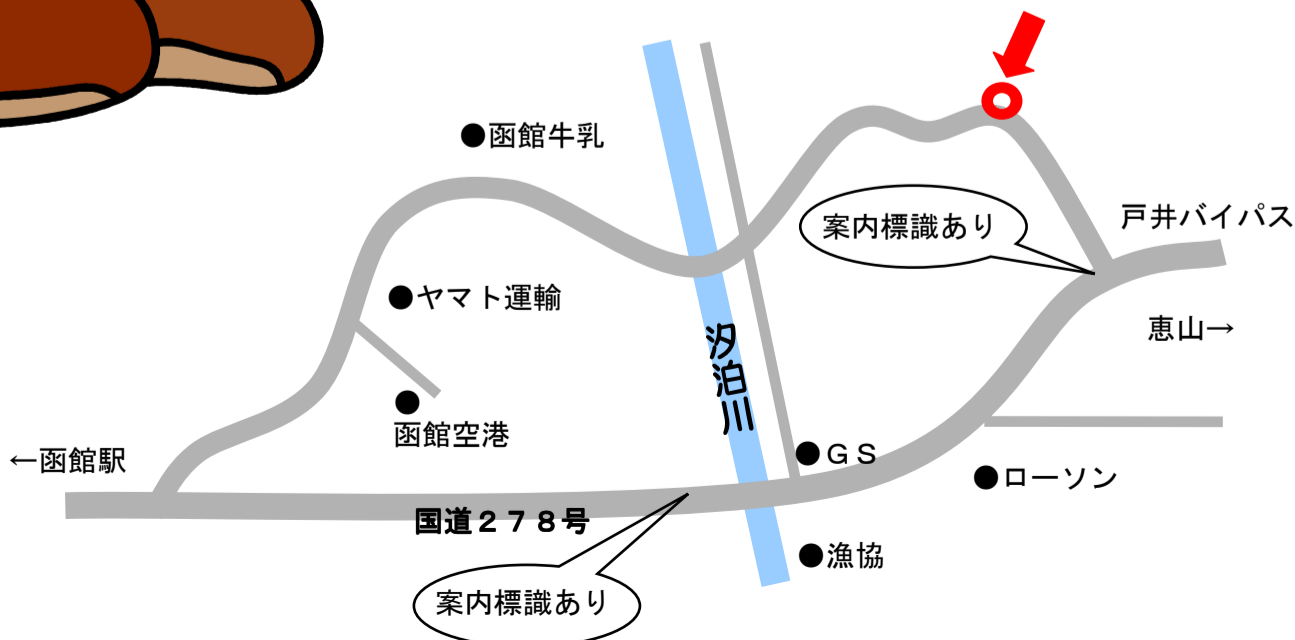 ●函館牛乳
案内標識あり
戸井バイパス
●ヤマト運輸
恵山→
汐泊川
●
函館空港
←函館駅
●ＧＳ
●ローソン
国道２７８号
●漁協
案内標識あり